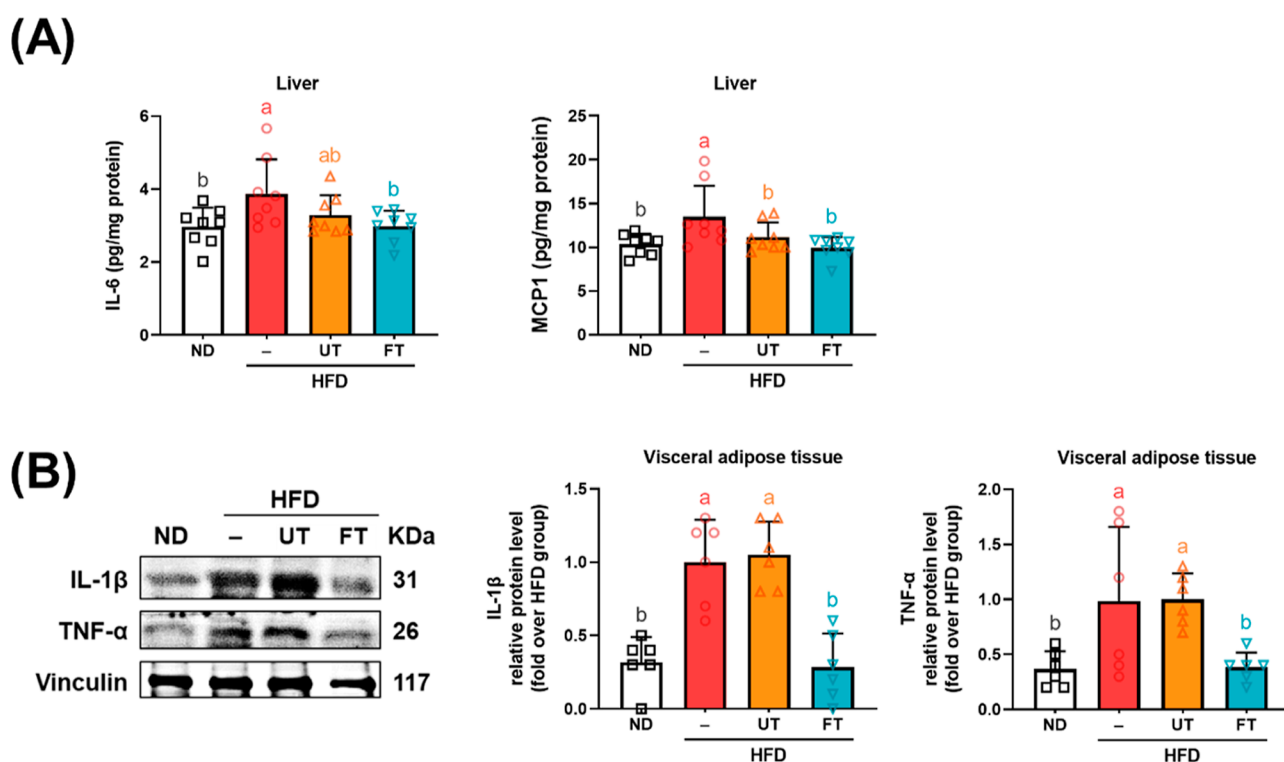 (A)
Liver
IL-6 (pg/mg protein)
6
4
2
0
b
a
ab
b
ND
–
UT
FT
HFD
Liver
MCP1 (pg/mg protein)
25
20
15
10
5
0
b
a
b
b
ND
–
UT
FT
HFD
(B)
HFD
ND – UT FT KDa
IL-1β 31
TNF-α 26
Vinculin 117
Visceral adipose tissue
IL-1β
relative protein level
(fold over HFD group)
1.5
1.0
0.5
0.0
b
a
a
b
ND
–
UT
FT
HFD
Visceral adipose tissue
TNF-α
relative protein level
(fold over HFD group)
2.0
1.5
1.0
0.5
0.0
b
a
a
b
ND
–
UT
FT
HFD